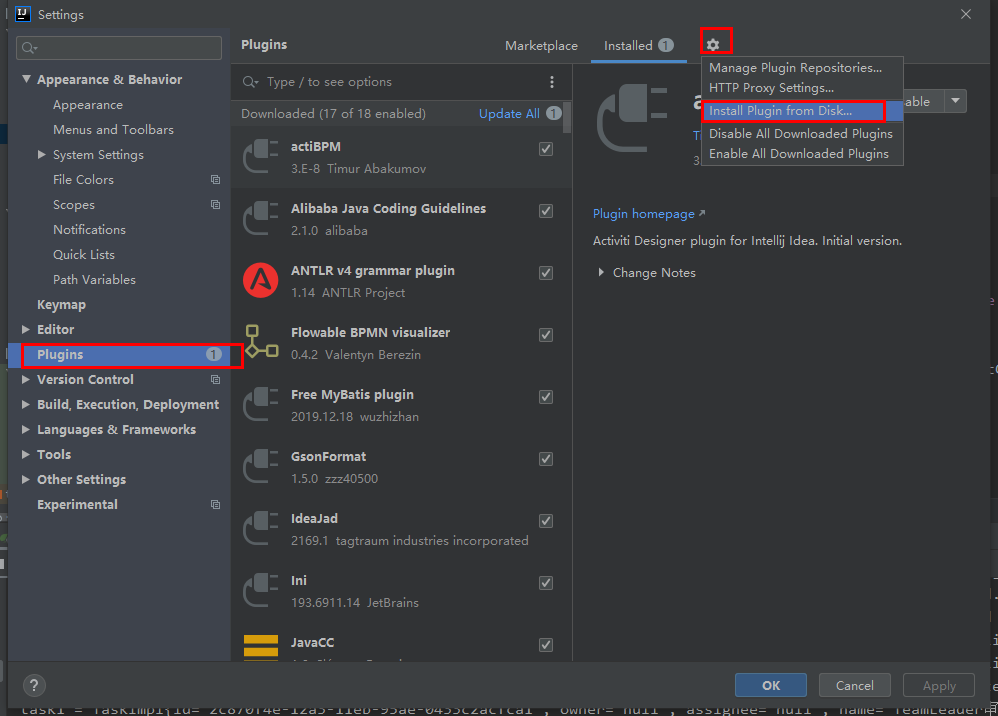 Settings
Appearance & Behavior
Appearance
Menus and Toolbars
System Settings
File Colors
Scopes
Notifications
Quick Lists
Path Variables
Keymap
Editor
Plugins 1
Version Control
Build, Execution, Deployment
Languages & Frameworks
Tools
Other Settings
Experimental
Plugins
Marketplace
Installed 1
Type / to see options
Downloaded (17 of 18 enabled) Update All 1
actiBPM
3.E-8 Timur Abakumov
Alibaba Java Coding Guidelines
2.1.0 alibaba
ANTLR v4 grammar plugin
1.14 ANTLR Project
Flowable BPMN visualizer
0.4.2 Valentyn Berezin
Free MyBatis plugin
2019.12.18 wuzhizhan
GsonFormat
1.5.0 zzz40500
IdeaJad
2169.1 tagtraum industries incorporated
Ini
193.6911.14 JetBrains
JavaCC
Manage Plugin Repositories...
HTTP Proxy Settings...
Install Plugin from Disk...
Disable All Downloaded Plugins
Enable All Downloaded Plugins
able
Plugin homepage
Activiti Designer plugin for Intellij Idea. Initial version.
Change Notes
?
OK
Cancel
Apply